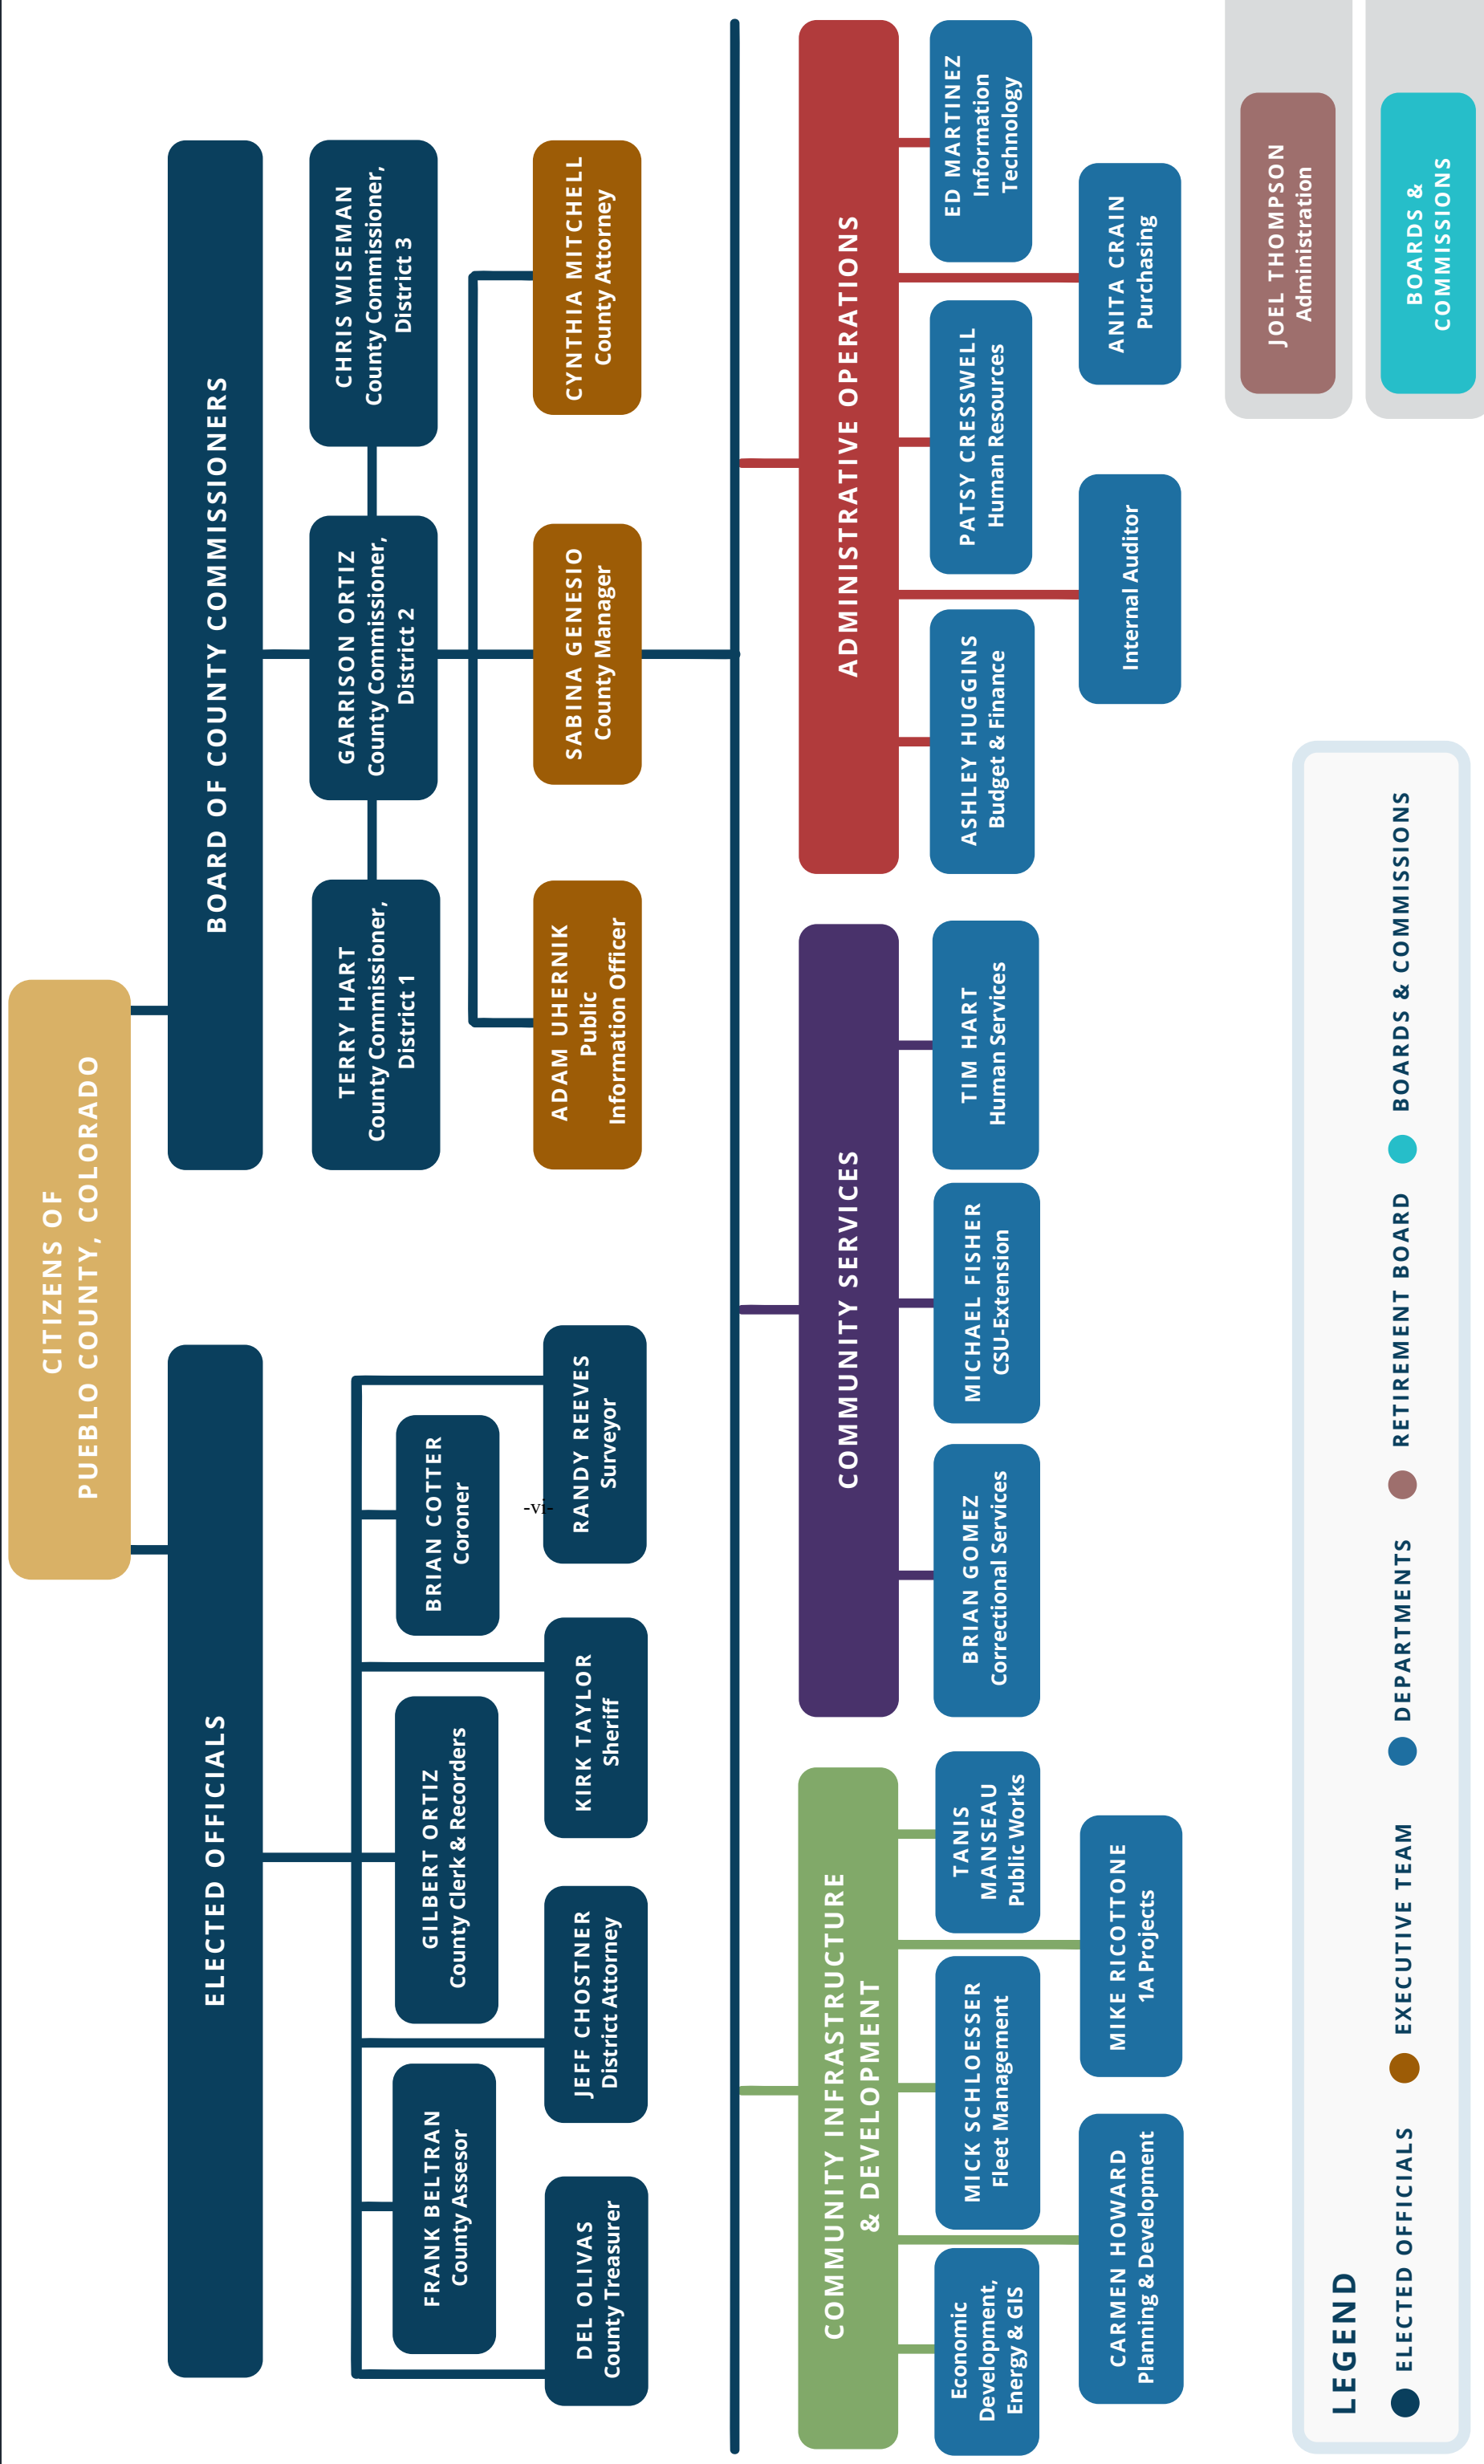 CITIZENS OF
PUEBLO COUNTY, COLORADO
ELECTED OFFICIALS
BOARD OF COUNTY COMMISSIONERS
TERRY HART
County Commissioner,
District 1
GARRISON ORTIZ
County Commissioner,
District 2
CHRIS WISEMAN
County Commissioner,
District 3
FRANK BELTRAN
County Assessor
GILBERT ORTIZ
County Clerk & Recorders
BRIAN COTTER
Coroner
DEL OLIVAS
County Treasurer
JEFF CHOSTNER
District Attorney
KIRK TAYLOR
Sheriff
RANDY REEVES
Surveyor
-vi-
ADAM UHERNIK
Public
Information Officer
SABINA GENESIO
County Manager
CYNTHIA MITCHELL
County Attorney
COMMUNITY INFRASTRUCTURE
& DEVELOPMENT
COMMUNITY SERVICES
ADMINISTRATIVE OPERATIONS
Economic
Development,
Energy & GIS
MICK SCHLOESSER
Fleet Management
TANIS
MANSEAU
Public Works
BRIAN GOMEZ
Correctional Services
MICHAEL FISHER
CSU-Extension
TIM HART
Human Services
ASHLEY HUGGINS
Budget & Finance
PATSY CRESSWELL
Human Resources
ED MARTINEZ
Information
Technology
CARMEN HOWARD
Planning & Development
MIKE RICOTTONE
1A Projects
Internal Auditor
ANITA CRAIN
Purchasing
JOEL THOMPSON
Administration
BOARDS &
COMMISSIONS
LEGEND
ELECTED OFFICIALS
EXECUTIVE TEAM
DEPARTMENTS
RETIREMENT BOARD
BOARDS & COMMISSIONS